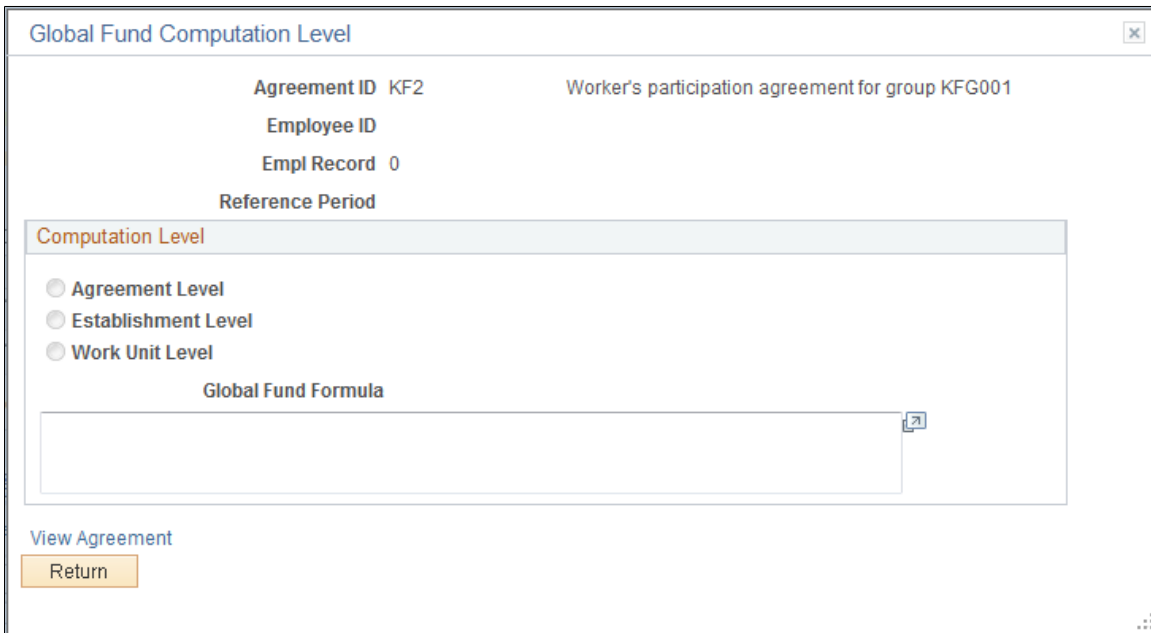 Global Fund Computation Level
Agreement ID KF2 Worker's participation agreement for group KFG001
Employee ID
Empl Record 0
Reference Period
Computation Level
Agreement Level
Establishment Level
Work Unit Level
Global Fund Formula
View Agreement
Return